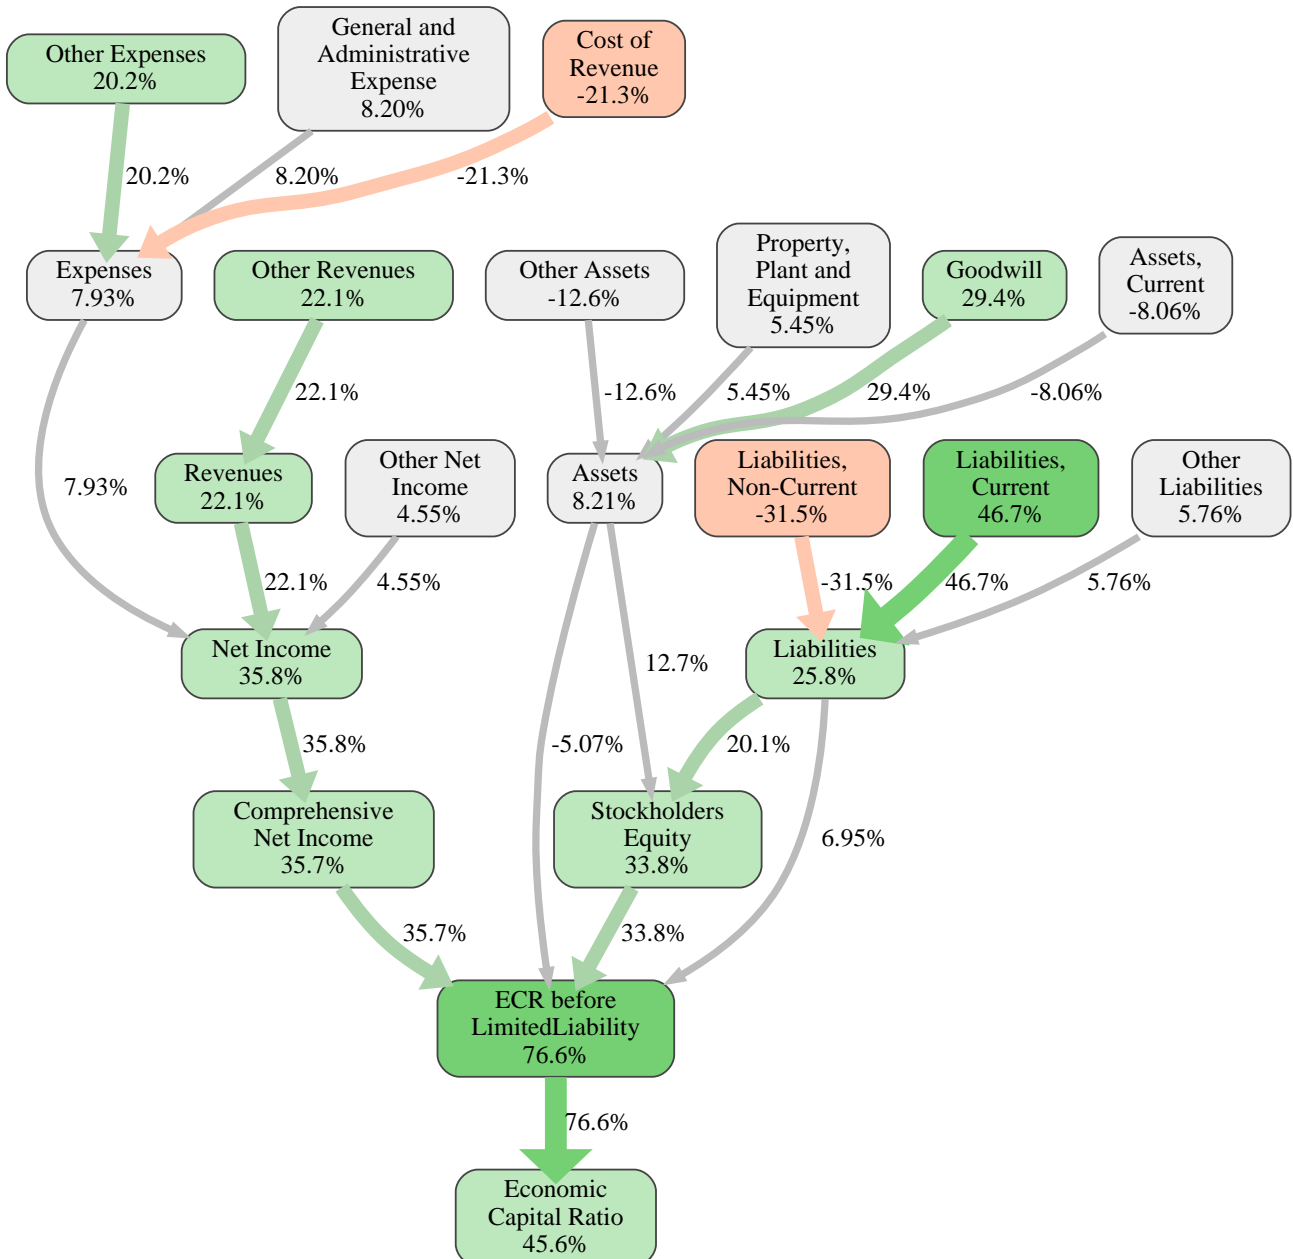 Other Expenses
20.2%
General and
Administrative
Expense
8.20%
Cost of
Revenue
-21.3%
20.2%
8.20%
-21.3%
Expenses
7.93%
Other Revenues
22.1%
Other Assets
-12.6%
Property,
Plant and
Equipment
5.45%
Goodwill
29.4%
Assets,
Current
-8.06%
22.1%
-12.6%
5.45%
29.4%
-8.06%
7.93%
Revenues
22.1%
Other Net
Income
4.55%
Assets
8.21%
Liabilities,
Non-Current
-31.5%
Liabilities,
Current
46.7%
Other
Liabilities
5.76%
22.1%
4.55%
-31.5%
46.7%
5.76%
Net Income
35.8%
12.7%
Liabilities
25.8%
35.8%
-5.07%
20.1%
Comprehensive
Net Income
35.7%
Stockholders
Equity
33.8%
6.95%
35.7%
33.8%
ECR before
LimitedLiability
76.6%
76.6%
Economic
Capital Ratio
45.6%